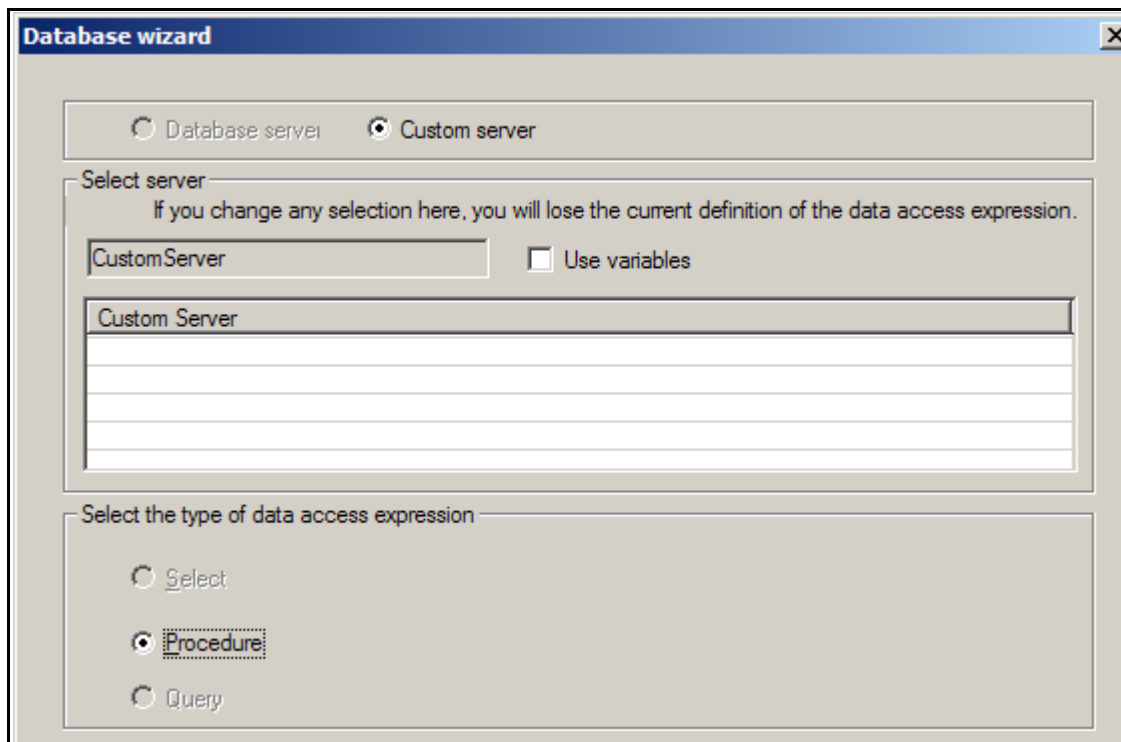 Database wizard
Database server Custom server
Select server
If you change any selection here, you will lose the current definition of the data access expression.
CustomServer Use variables
Custom Server
Select the type of data access expression
Select
Procedure
Query